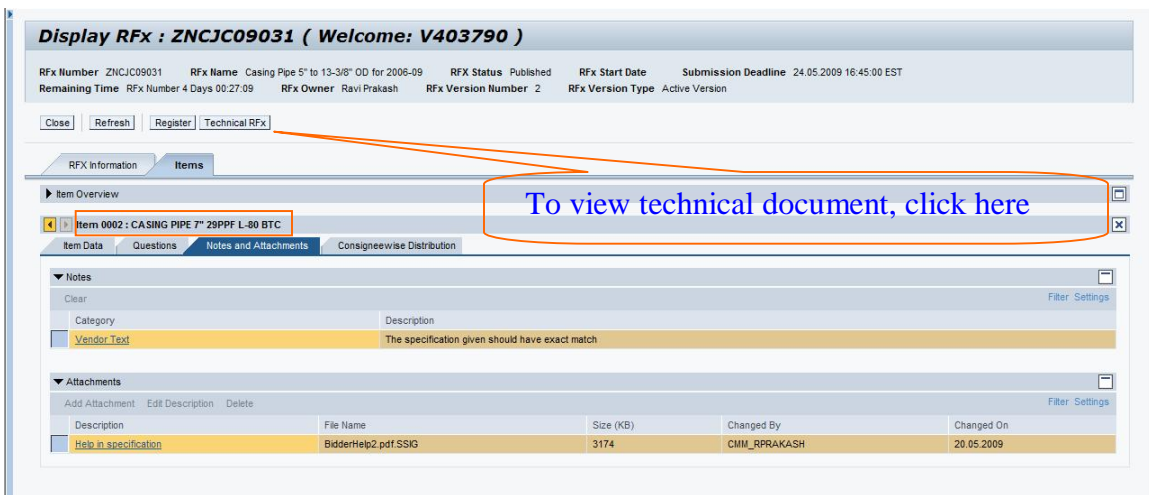 Display RFx : ZNCJC09031 ( Welcome: V403790 )
RFx Number ZNCJC09031 RFx Name Casing Pipe 5" to 13-3/8" OD for 2006-09 RFX Status Published RFx Start Date Submission Deadline 24.05.2009 16:45:00 EST
Remaining Time RFx Number 4 Days 00:27:09 RFx Owner Ravi Prakash RFx Version Number 2 RFx Version Type Active Version
Close Refresh Register Technical RFx
RFX Information Items
Item Overview
To view technical document, click here
Item 0002 : CASING PIPE 7" 29PPF L-80 BTC
Item Data Questions Notes and Attachments Consigneewise Distribution
Notes
Clear Filter Settings
Category Description
Vendor Text The specification given should have exact match
Attachments
Add Attachment Edit Description Delete Filter Settings
Description File Name Size (KB) Changed By Changed On
Help in specification BidderHelp2.pdf.SSIG 3174 CMM_RPRAKASH 20.05.2009